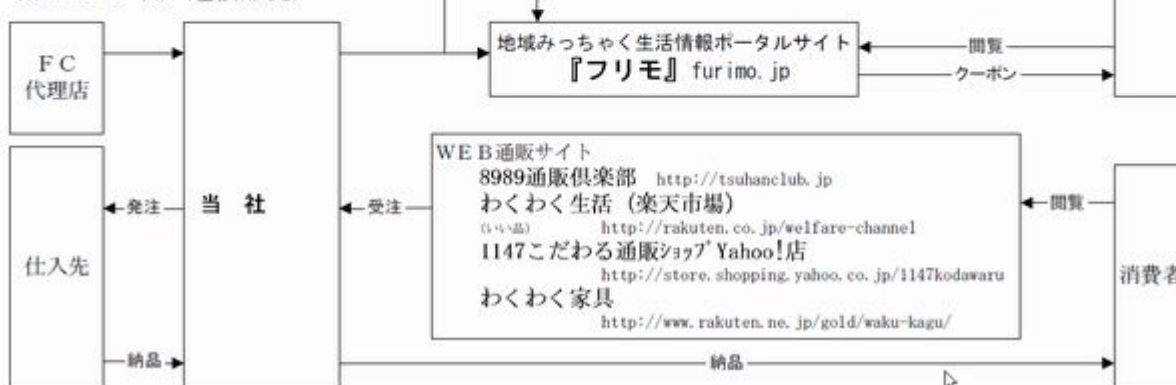 FC
代理店
地域みっちゃく生活情報ポータルサイト
『フリモ』furimo.jp
閲覧
クーポン
WEB通販サイト
8989通販倶楽部 http://tsuhanclub.jp
わくわく生活（楽天市場）
(いい品) http://rakuten.co.jp/welfare-channel
1147こだわる通販ショップ Yahoo!店
http://store.shopping.yahoo.co.jp/1147kodawaru
わくわく家具
http://www.rakuten.ne.jp/gold/waku-kagu/
発注
当 社
受注
閲覧
仕入先
消費者
納品
納品